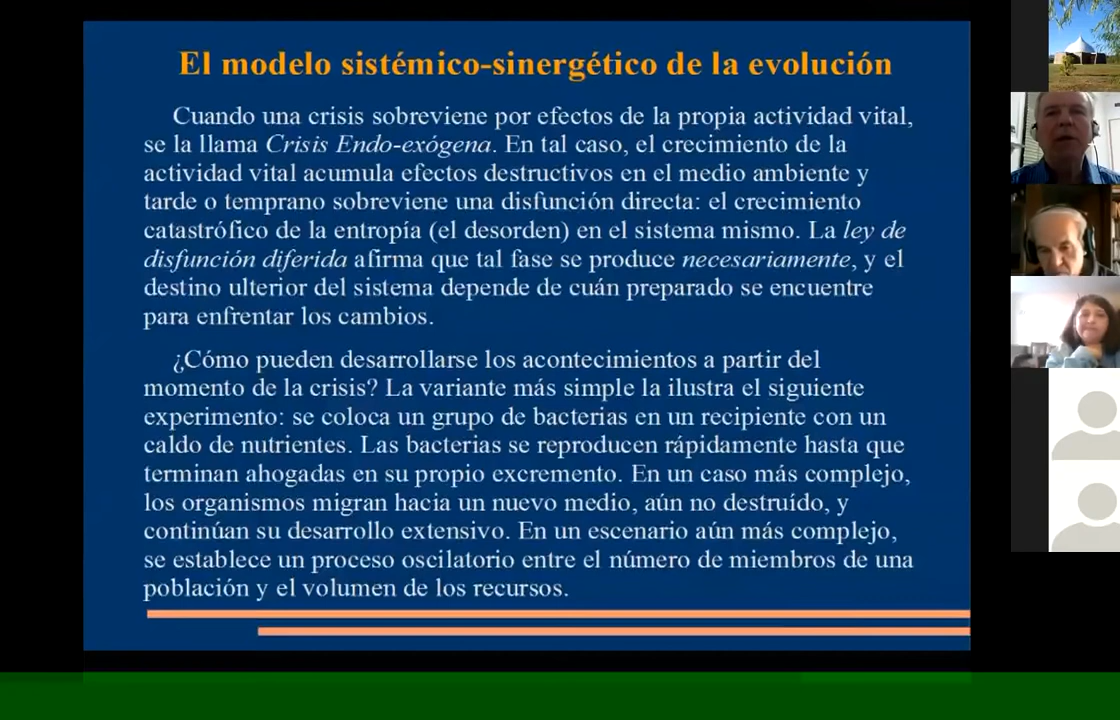 El modelo sistémico-sinergético de la evolución
Cuando una crisis sobreviene por efectos de la propia actividad vital,
se la llama Crisis Endo-exógena. En tal caso, el crecimiento de la
actividad vital acumula efectos destructivos en el medio ambiente y
tarde o temprano sobreviene una disfunción directa: el crecimiento
catastrófico de la entropía (el desorden) en el sistema mismo. La ley de
disfunción diferida afirma que tal fase se produce necesariamente, y el
destino ulterior del sistema depende de cuán preparado se encuentre
para enfrentar los cambios.
¿Cómo pueden desarrollarse los acontecimientos a partir del
momento de la crisis? La variante más simple la ilustra el siguiente
experimento: se coloca un grupo de bacterias en un recipiente con un
caldo de nutrientes. Las bacterias se reproducen rápidamente hasta que
terminan ahogadas en su propio excremento. En un caso más complejo,
los organismos migran hacia un nuevo medio, aún no destruído, y
continúan su desarrollo extensivo. En un escenario aún más complejo,
se establece un proceso oscilatorio entre el número de miembros de una
población y el volumen de los recursos.